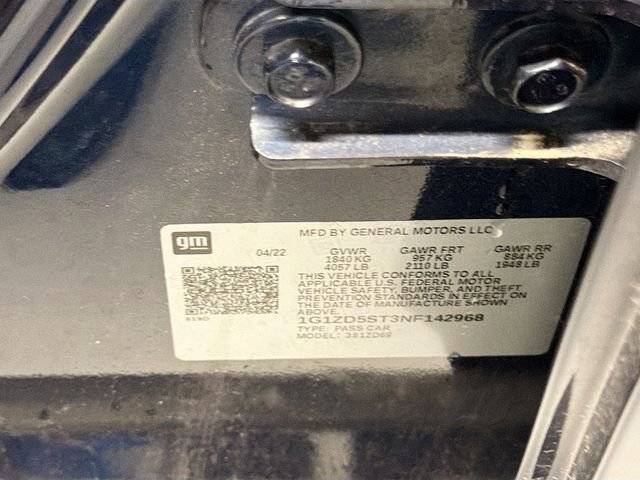 gm
MFD BY GENERAL MOTORS LLC
04/22 GVWR GAWR FRT GAWR RR
1840 KG 957 KG 884 KG
4057 LB 2110 LB 1948 LB
THIS VEHICLE CONFORMS TO ALL
APPLICABLE U.S. FEDERAL MOTOR
VEHICLE SAFETY, BUMPER, AND THEFT
PREVENTION STANDARDS IN EFFECT ON
THE DATE OF MANUFACTURE SHOWN
ABOVE.
1G1ZD5ST3NF142968
TYPE: PASS CAR